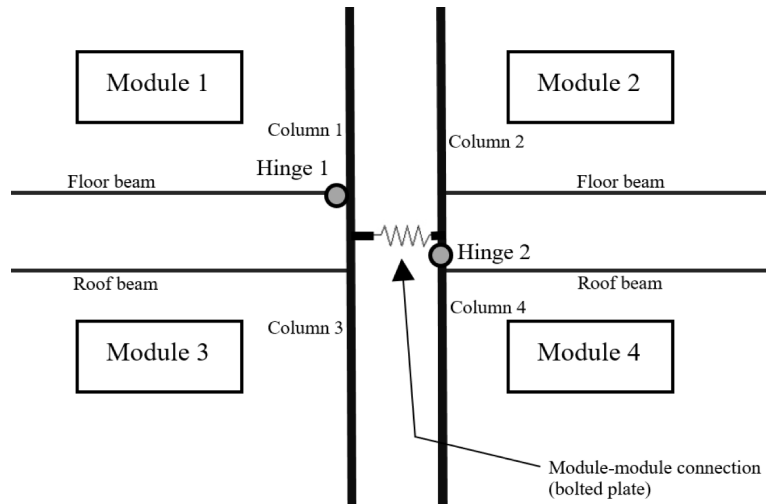 Module 1
Module 2
Column 1
Column 2
Hinge 1
Floor beam
Floor beam
Hinge 2
Roof beam
Roof beam
Column 3
Column 4
Module 3
Module 4
Module-module connection
(bolted plate)